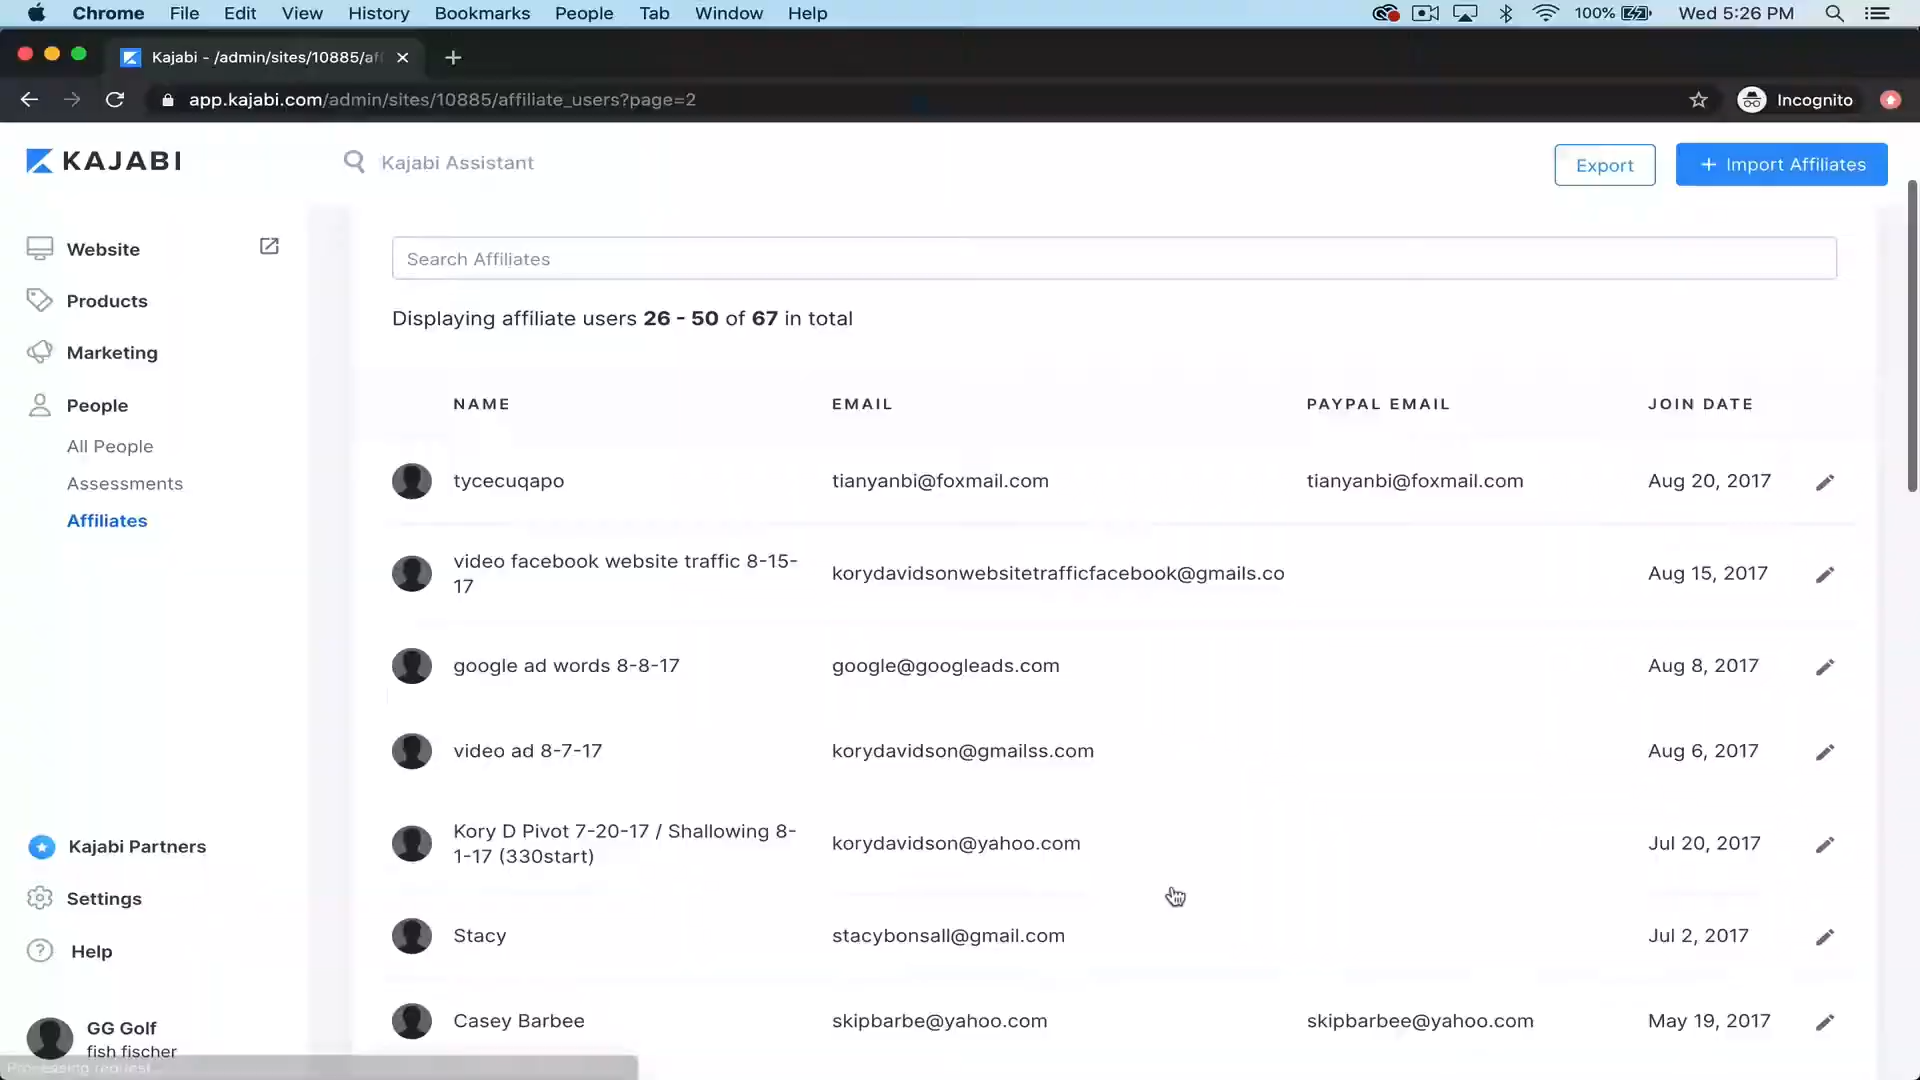 Chrome File Edit View History Bookmarks People Tab Window Help 100% Wed 5:26 PM
Kajabi - /admin/sites/10885/af
app.kajabi.com/admin/sites/10885/affiliate_users?page=2 Incognito
KAJABI Kajabi Assistant Export + Import Affiliates
Website
Products
Marketing
People
All People
Assessments
Affiliates
Kajabi Partners
Settings
Help
GG Golf
fish fischer
Processing request...
Search Affiliates
Displaying affiliate users 26 - 50 of 67 in total
NAME EMAIL PAYPAL EMAIL JOIN DATE
tycecuqapo tianyanbi@foxmail.com tianyanbi@foxmail.com Aug 20, 2017
video facebook website traffic 8-15-
17 korydavidsonwebsitetrafficfacebook@gmails.co Aug 15, 2017
google ad words 8-8-17 google@googleads.com Aug 8, 2017
video ad 8-7-17 korydavidson@gmailss.com Aug 6, 2017
Kory D Pivot 7-20-17 / Shallowing 8-
1-17 (330start) korydavidson@yahoo.com Jul 20, 2017
Stacy stacybonsall@gmail.com Jul 2, 2017
Casey Barbee skipbarbe@yahoo.com skipbarbee@yahoo.com May 19, 2017